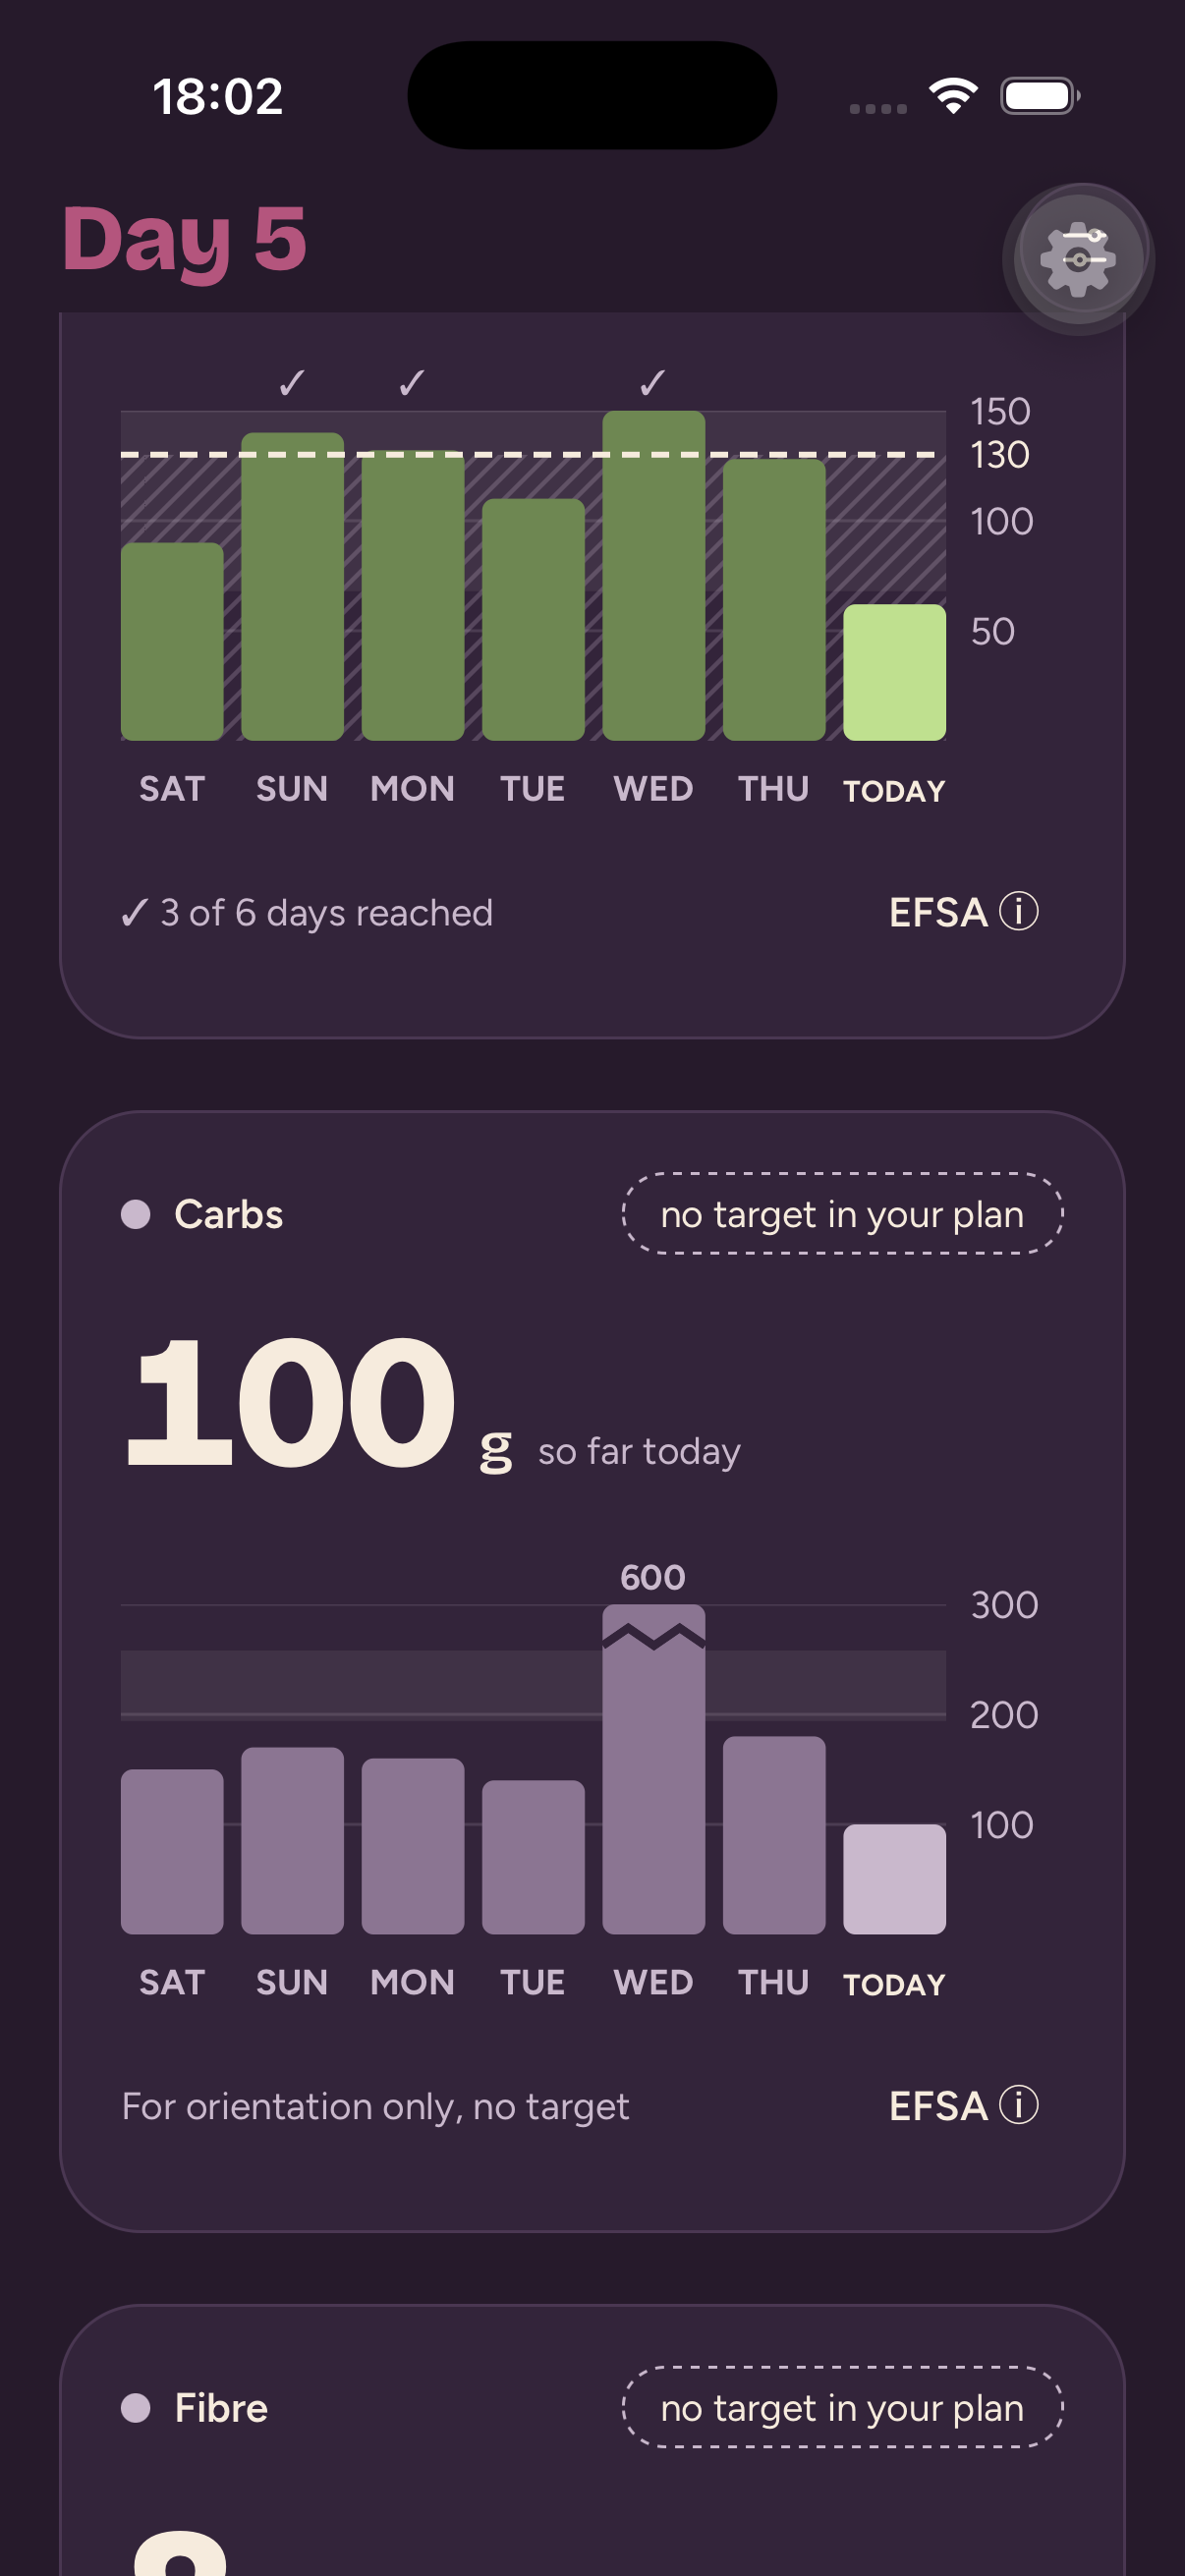 18:02
Day 5
✓ ✓ ✓
150
130
100
50
SAT SUN MON TUE WED THU TODAY
✓ 3 of 6 days reached EFSA ⓘ
Carbs no target in your plan
100 g so far today
600
300
200
100
SAT SUN MON TUE WED THU TODAY
For orientation only, no target EFSA ⓘ
Fibre no target in your plan